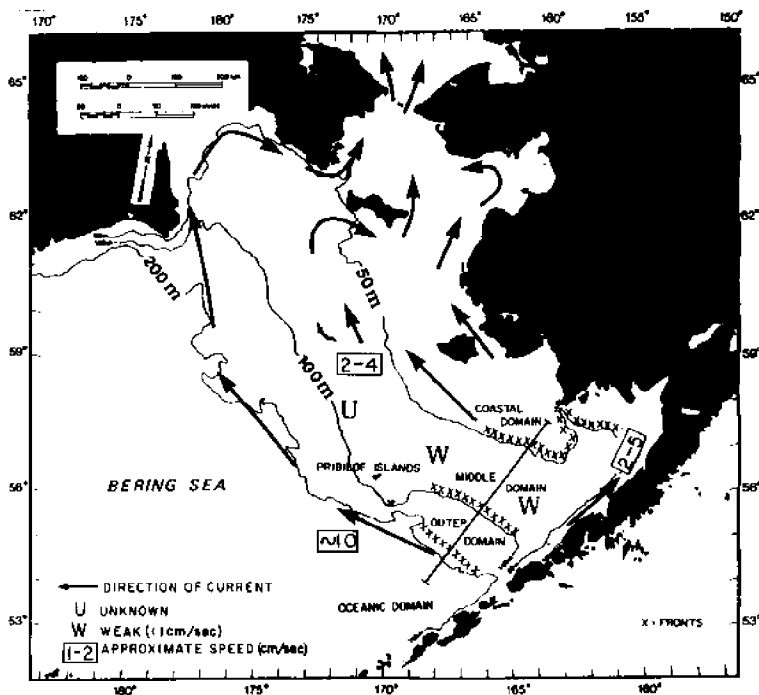 170° 175° 180° 175° 170° 165° 160° 155° 150°
65° 65°
62° 62°
59° 59°
56° 56°
53° 53°
200 m
100 m
50 m
2-4
U
COASTAL
DOMAIN
W
MIDDLE
DOMAIN
W
2-5
PRIBILOF ISLANDS
BERING SEA
OUTER
DOMAIN
~10
OCEANIC DOMAIN
DIRECTION OF CURRENT
U UNKNOWN
W WEAK (<1cm/sec)
1-2 APPROXIMATE SPEED (cm/sec)
X = FRONTS
180° 175° 170° 165° 160°